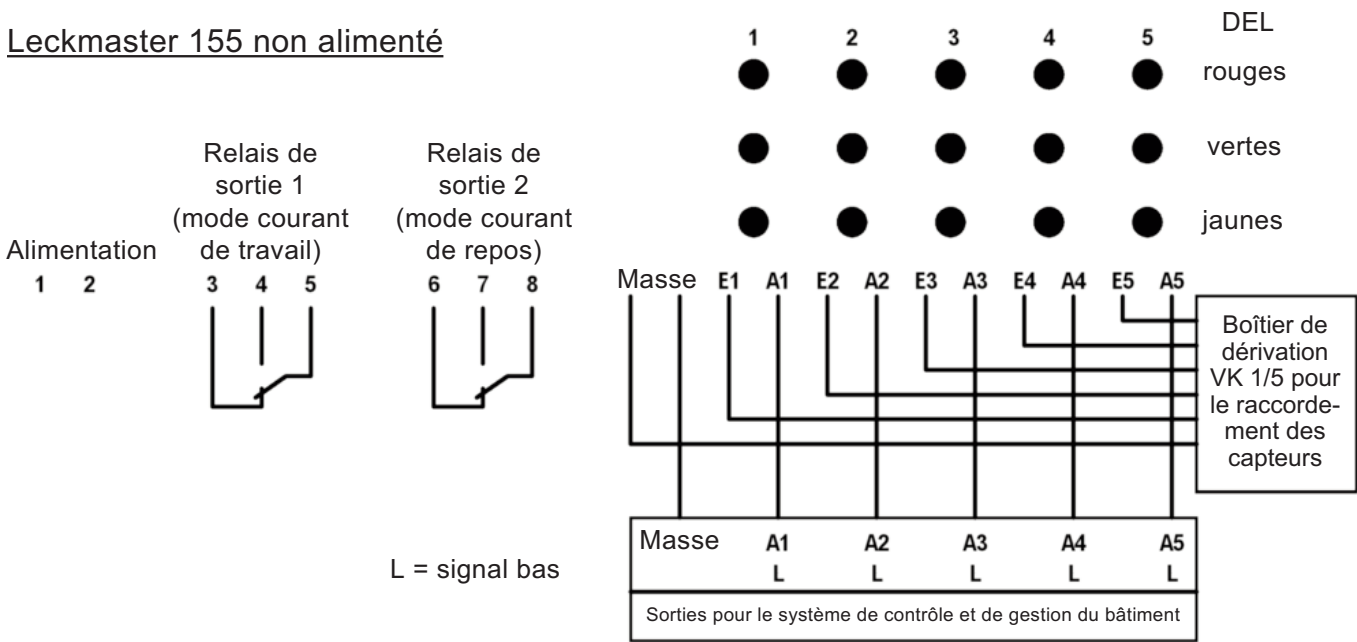 Leckmaster 155 non alimenté
1 2 3 4 5
DEL
rouges
vertes
jaunes
Relais de
sortie 1
(mode courant
de travail)
Relais de
sortie 2
(mode courant
de repos)
Alimentation
1 2
3 4 5
6 7 8
Masse E1 A1 E2 A2 E3 A3 E4 A4 E5 A5
Boîtier de
dérivation
VK 1/5 pour
le raccorde-
ment des
capteurs
L = signal bas
Masse A1 A2 A3 A4 A5
L L L L L
Sorties pour le système de contrôle et de gestion du bâtiment